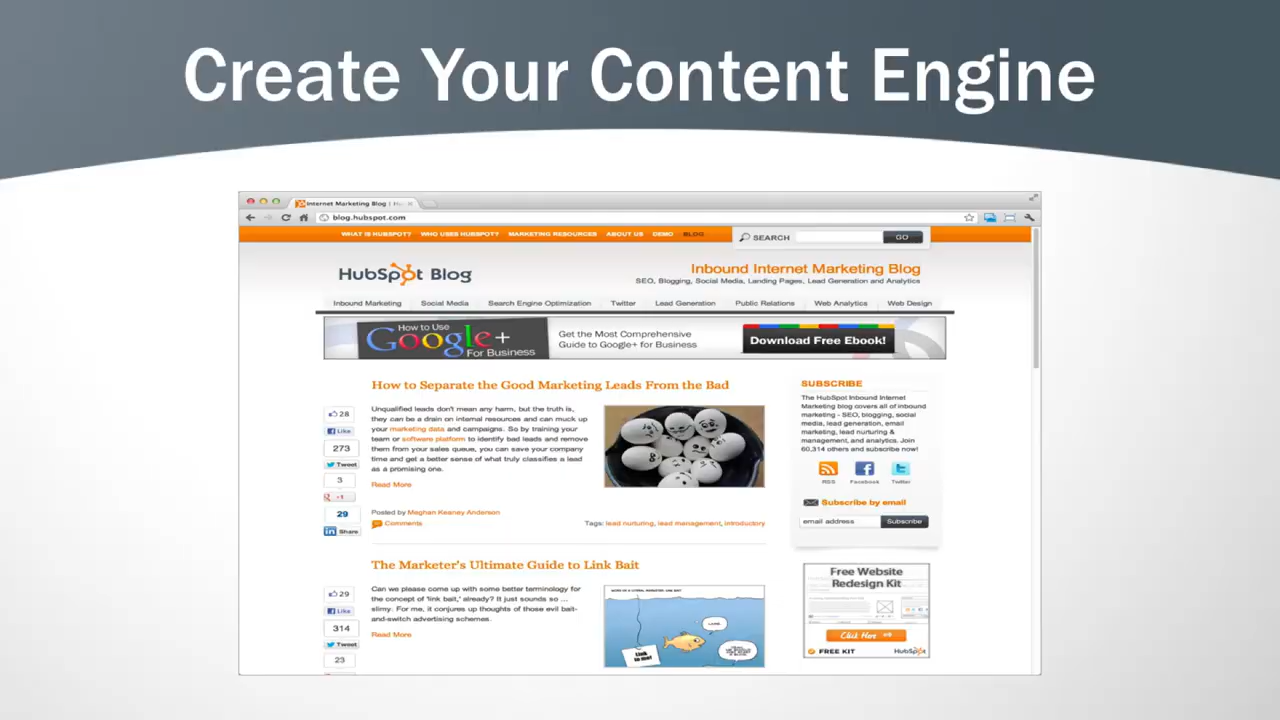 Create Your Content Engine
Internet Marketing Blog | Hu
blog.hubspot.com
WHAT IS HUBSPOT? WHO USES HUBSPOT? MARKETING RESOURCES ABOUT US DEMO BLOG
SEARCH GO
HubSpot Blog
Inbound Internet Marketing Blog
SEO, Blogging, Social Media, Landing Pages, Lead Generation and Analytics
Inbound Marketing Social Media Search Engine Optimization Twitter Lead Generation Public Relations Web Analytics Web Design
How to Use
Google+
For Business
Get the Most Comprehensive
Guide to Google+ for Business
Download Free Ebook!
How to Separate the Good Marketing Leads From the Bad
28
Like
273
Tweet
3
+1
29
Share
Unqualified leads don't mean any harm, but the truth is,
they can be a drain on internal resources and can muck up
your marketing data and campaigns. So by training your
team or software platform to identify bad leads and remove
them from your sales queue, you can save your company
time and get a better sense of what truly classifies a lead
as a promising one.
Read More
Posted by Meghan Keaney Anderson
Comments
Tags: lead nurturing, lead management, introductory
The Marketer's Ultimate Guide to Link Bait
29
Like
314
Tweet
23
Can we please come up with some better terminology for
the concept of 'link bait,' already? It just sounds so ...
slimy. For me, it conjures up thoughts of those evil bait-
and-switch advertising schemes.
Read More
Link
to me!
SUBSCRIBE
The HubSpot Inbound Internet
Marketing blog covers all of inbound
marketing - SEO, blogging, social
media, lead generation, email
marketing, lead nurturing &
management, and analytics. Join
60,314 others and subscribe now!
RSS Facebook Twitter
Subscribe by email
email address Subscribe
Free Website
Redesign Kit
Click Here
FREE KIT HubSpot